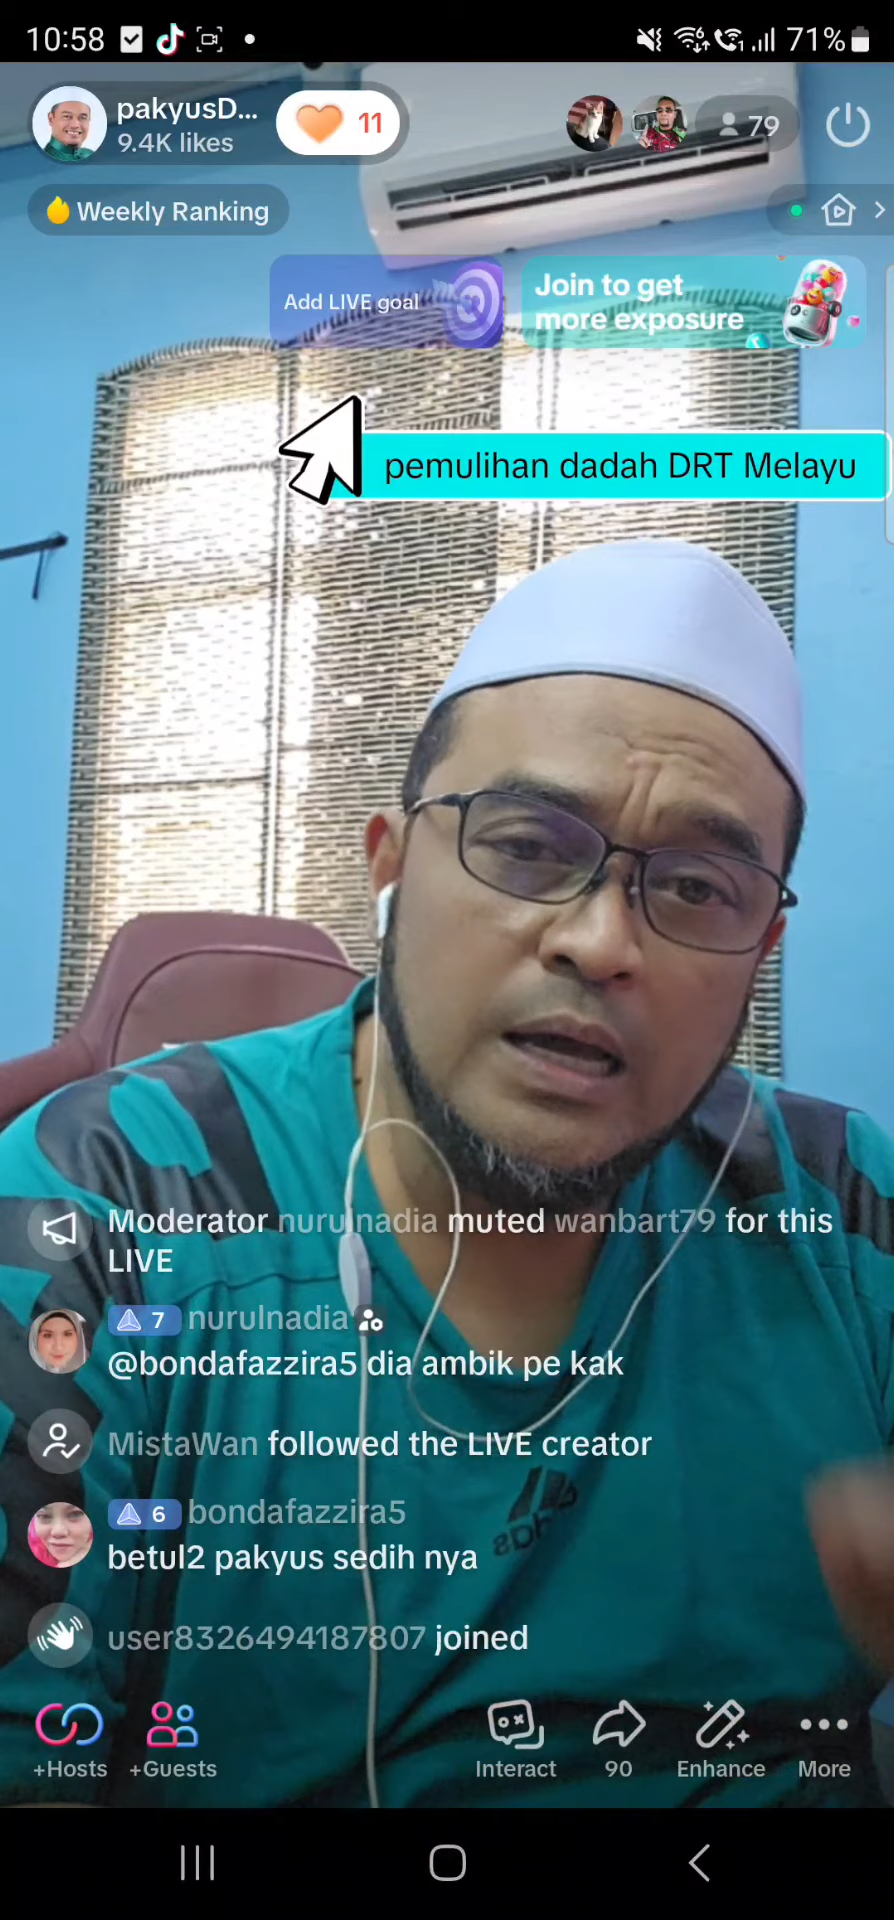 10:58
71%
pakyusD...
9.4K likes
11
79
Weekly Ranking
Add LIVE goal
Join to get
more exposure
pemulihan dadah DRT Melayu
Moderator nurulnadia muted wanbart79 for this
LIVE
7 nurulnadia
@bondafazzira5 dia ambik pe kak
MistaWan followed the LIVE creator
6 bondafazzira5
betul2 pakyus sedih nya
user8326494187807 joined
+Hosts
+Guests
Interact
90
Enhance
More